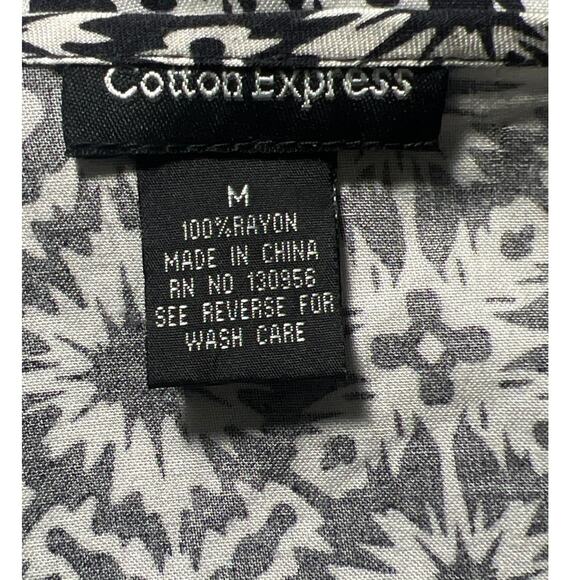 Cotton Express
M
100%RAYON
MADE IN CHINA
RN NO 130956
SEE REVERSE FOR
WASH CARE